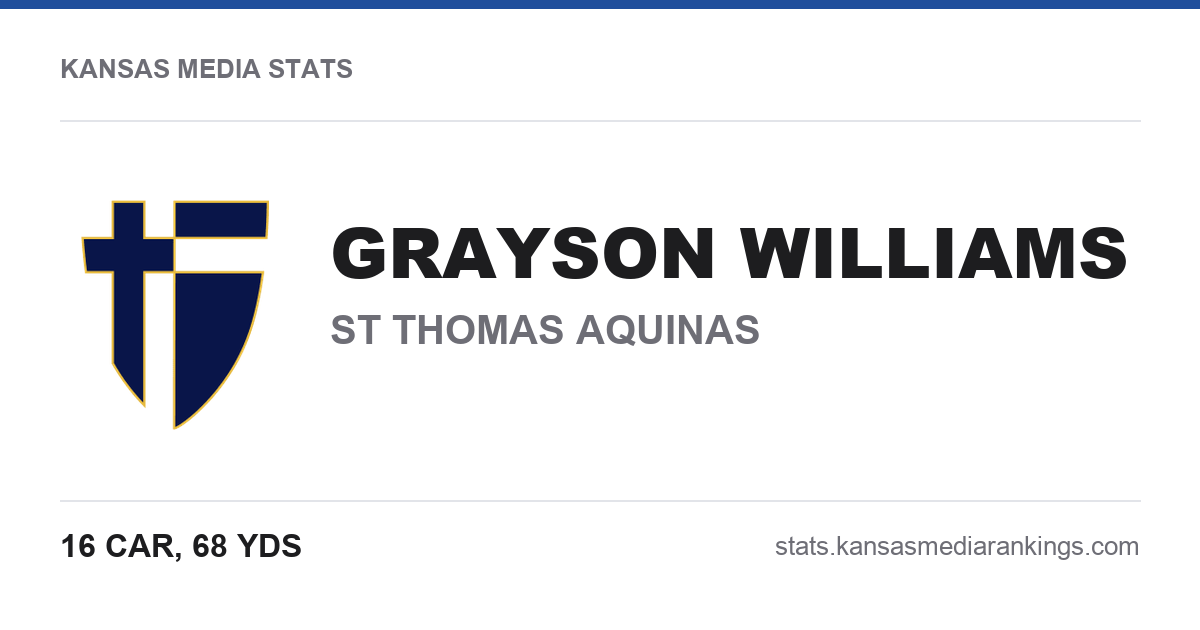 KANSAS MEDIA STATS
GRAYSON WILLIAMS
ST THOMAS AQUINAS
16 CAR, 68 YDS
stats.kansasmediarankings.com